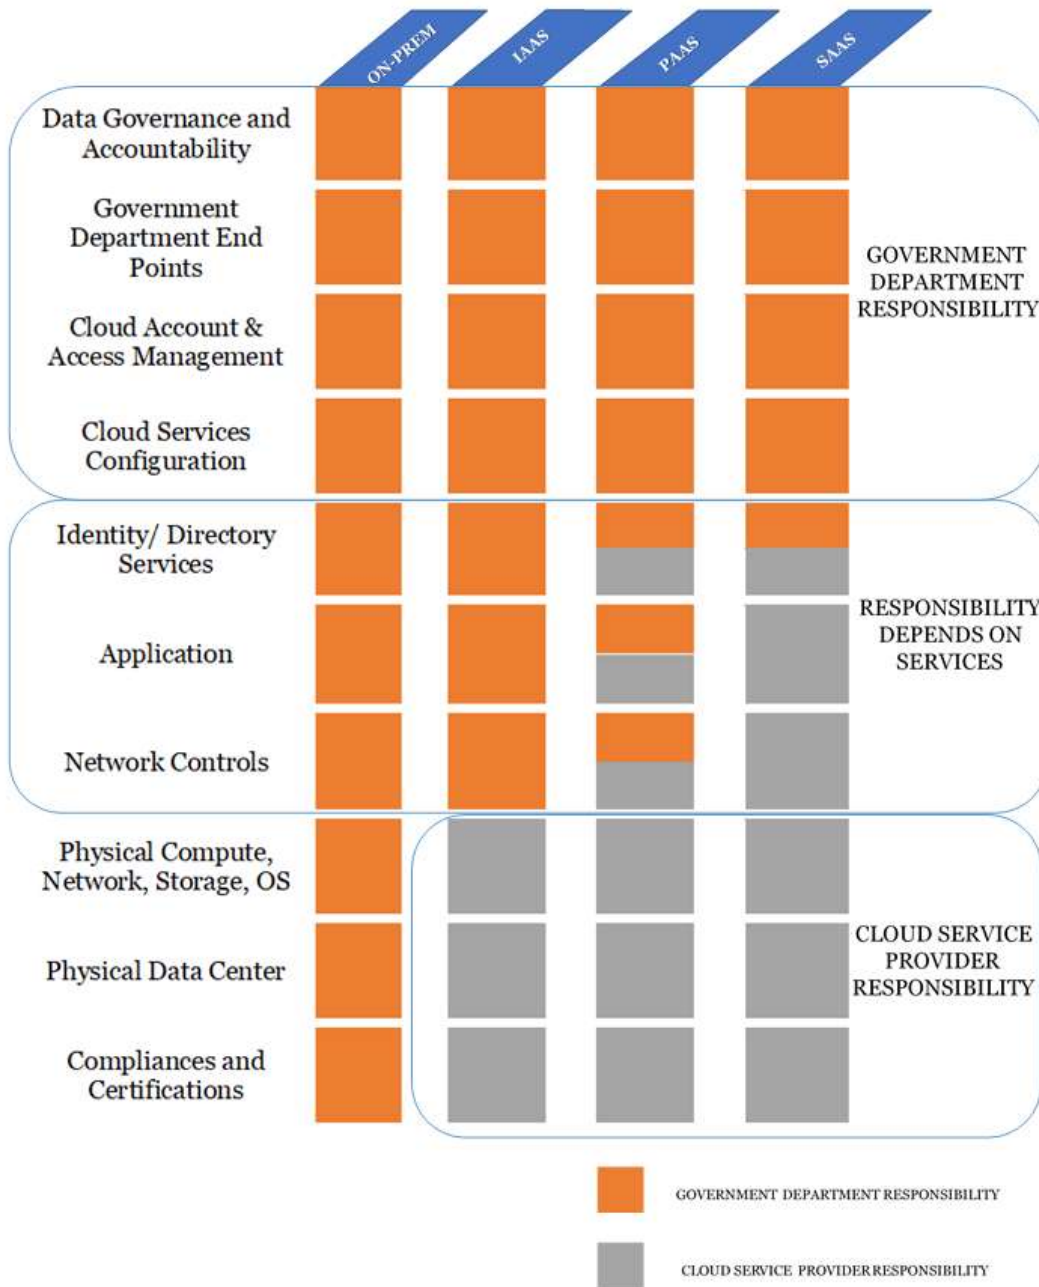 ON-PREM
IAAS
PAAS
SAAS
Data Governance and
Accountability
Government
Department End
Points
Cloud Account &
Access Management
Cloud Services
Configuration
GOVERNMENT
DEPARTMENT
RESPONSIBILITY
Identity/ Directory
Services
Application
Network Controls
RESPONSIBILITY
DEPENDS ON
SERVICES
Physical Compute,
Network, Storage, OS
Physical Data Center
Compliances and
Certifications
CLOUD SERVICE
PROVIDER
RESPONSIBILITY
GOVERNMENT DEPARTMENT RESPONSIBILITY
CLOUD SERVICE PROVIDER RESPONSIBILITY